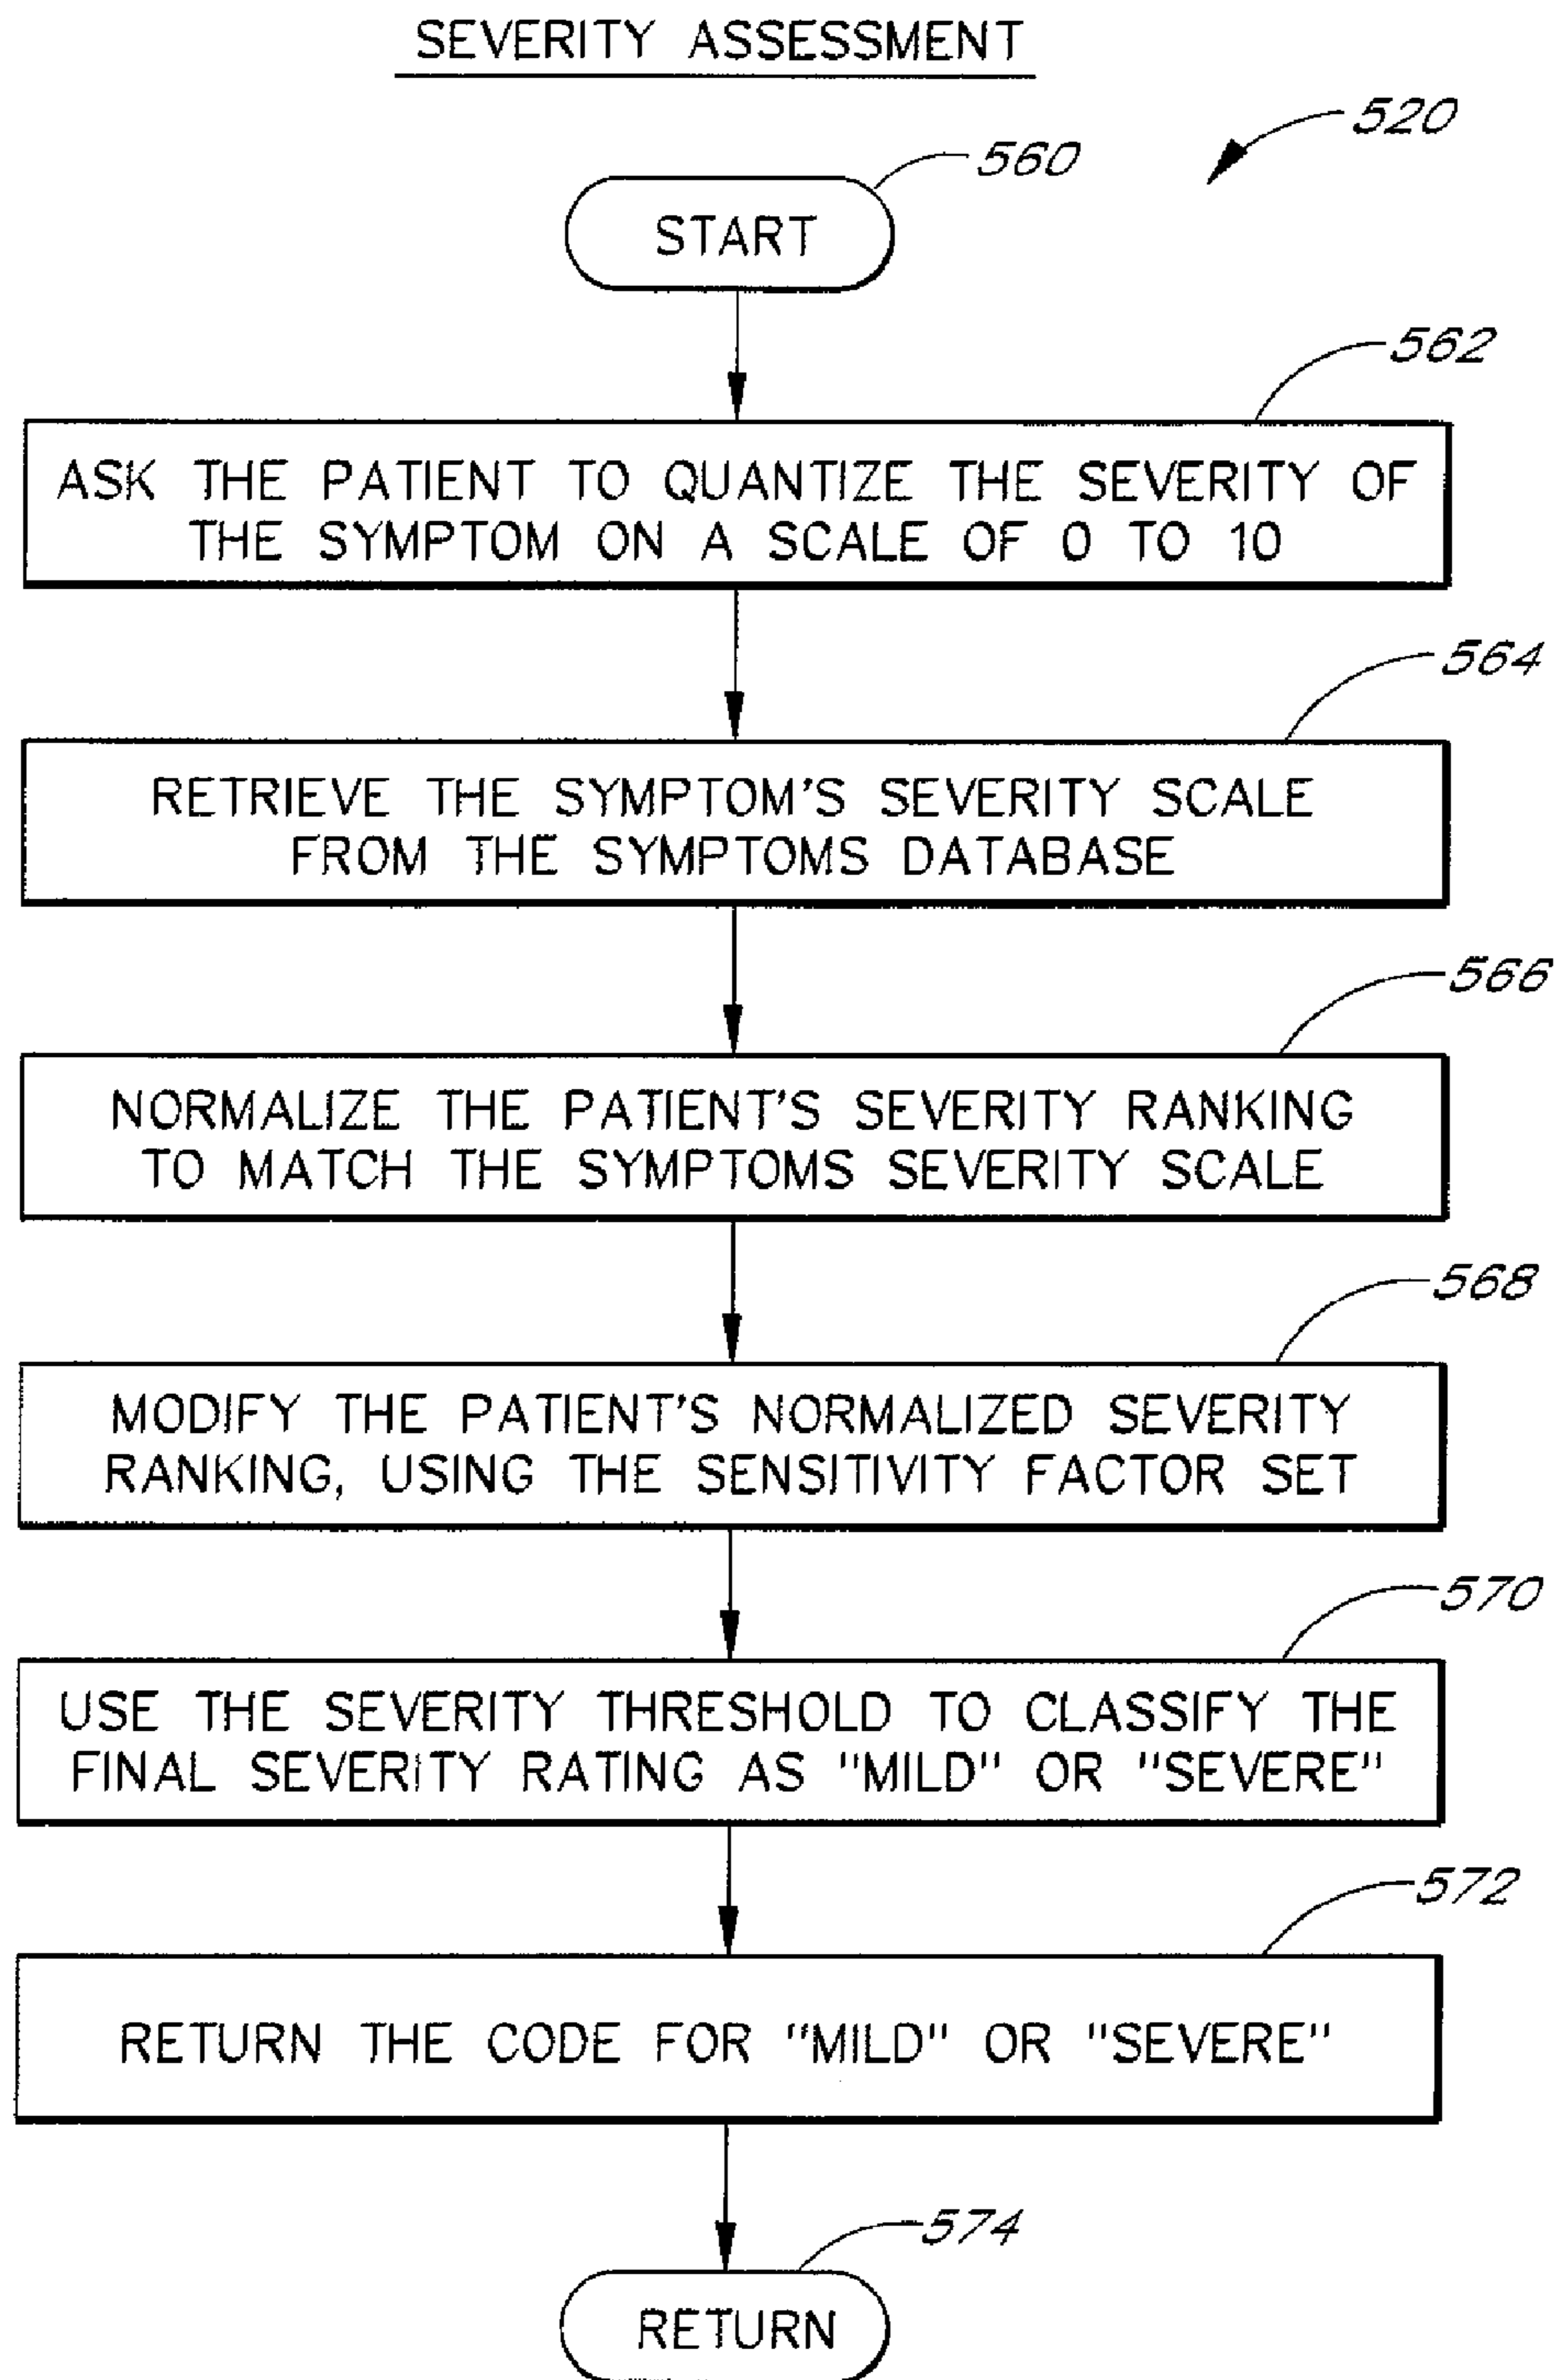 SEVERITY ASSESSMENT
520
560
START
562
ASK THE PATIENT TO QUANTIZE THE SEVERITY OF
THE SYMPTOM ON A SCALE OF 0 TO 10
564
RETRIEVE THE SYMPTOM'S SEVERITY SCALE
FROM THE SYMPTOMS DATABASE
566
NORMALIZE THE PATIENT'S SEVERITY RANKING
TO MATCH THE SYMPTOMS SEVERITY SCALE
568
MODIFY THE PATIENT'S NORMALIZED SEVERITY
RANKING, USING THE SENSITIVITY FACTOR SET
570
USE THE SEVERITY THRESHOLD TO CLASSIFY THE
FINAL SEVERITY RATING AS "MILD" OR "SEVERE"
572
RETURN THE CODE FOR "MILD" OR "SEVERE"
574
RETURN